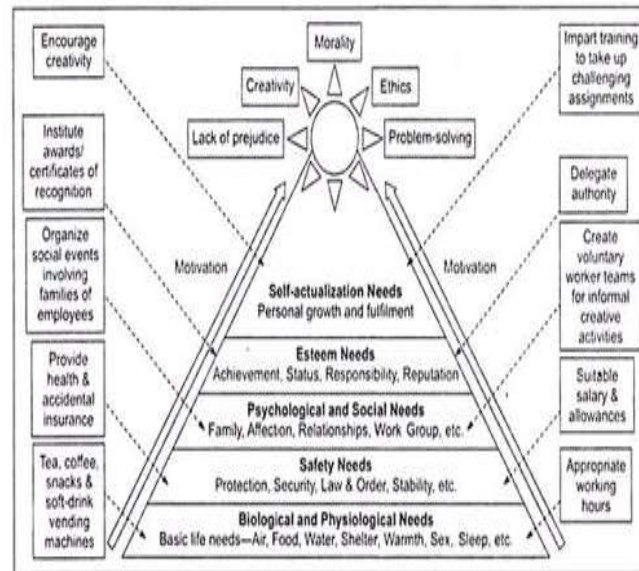 Encourage
creativity
Institute
awards/
certificates of
recognition
Organize
social events
involving
families of
employees
Provide
health &
accidental
insurance
Tea, coffee,
snacks &
soft-drink
vending
machines
Morality
Creativity
Ethics
Lack of prejudice
Problem-solving
Motivation
Motivation
Self-actualization Needs
Personal growth and fulfilment
Esteem Needs
Achievement, Status, Responsibility, Reputation
Psychological and Social Needs
Family, Affection, Relationships, Work Group, etc.
Safety Needs
Protection, Security, Law & Order, Stability, etc.
Biological and Physiological Needs
Basic life needs—Air, Food, Water, Shelter, Warmth, Sex, Sleep, etc.
Impart training
to take up
challenging
assignments
Delegate
authority
Create
voluntary
worker teams
for informal
creative
activities
Suitable
salary &
allowances
Appropriate
working
hours